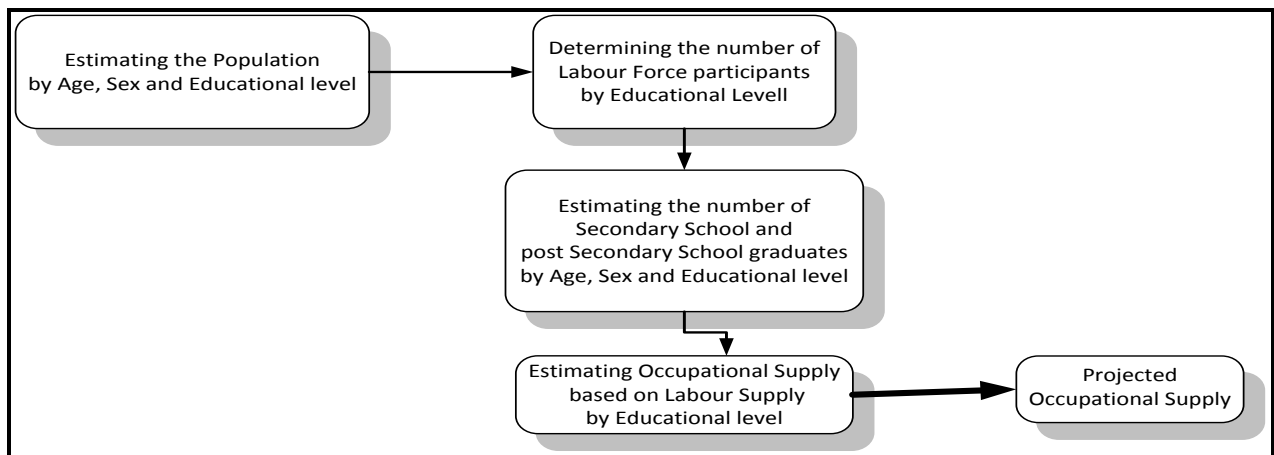 Estimating the Population
by Age, Sex and Educational level
Determining the number of
Labour Force participants
by Educational Levell
Estimating the number of
Secondary School and
post Secondary School graduates
by Age, Sex and Educational level
Estimating Occupational Supply
based on Labour Supply
by Educational level
Projected
Occupational Supply